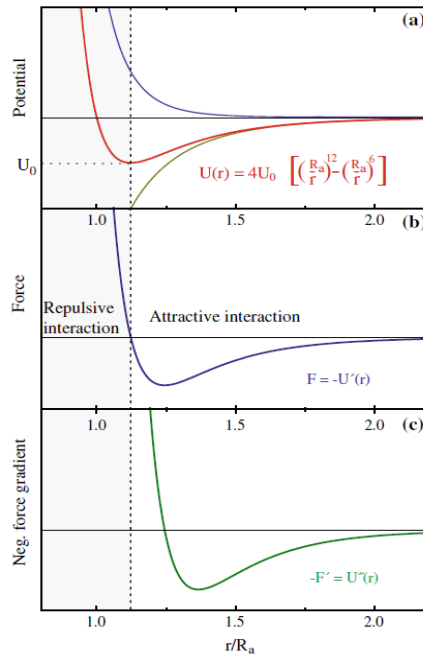 (a)
Potential
U₀
U(r) = 4U₀ [(Rₐ/r)¹²−(Rₐ/r)⁶]
1.0 1.5 2.0
(b)
Force
Repulsive interaction
Attractive interaction
F = -U´(r)
1.0 1.5 2.0
(c)
Neg. force gradient
-F´ = U´´(r)
1.0 1.5 2.0
r/Rₐ